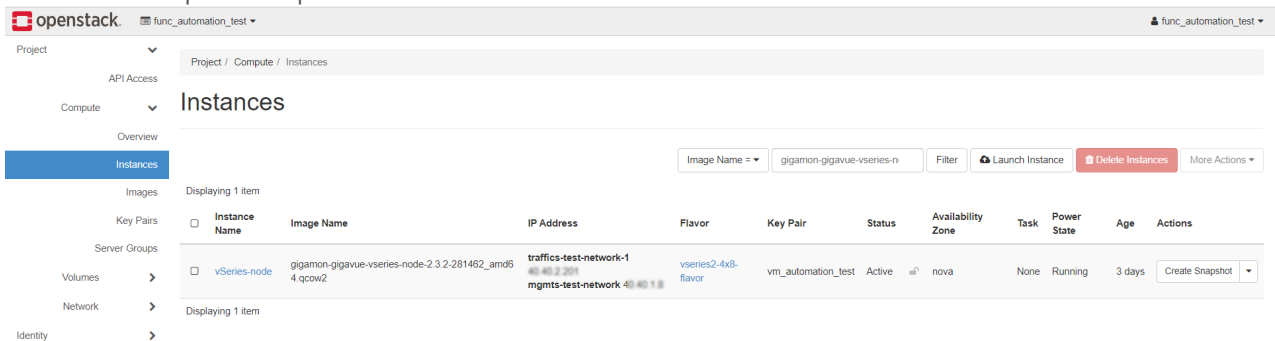 openstack. func_automation_test
func_automation_test
Project
API Access
Compute
Overview
Instances
Images
Key Pairs
Server Groups
Volumes
Network
Identity
Project / Compute / Instances
Instances
Image Name = gigamon-gigavue-vseries-n Filter Launch Instance Delete Instances More Actions
Displaying 1 item
Instance Name Image Name IP Address Flavor Key Pair Status Availability Zone Task Power State Age Actions
vSeries-node
gigamon-gigavue-vseries-node-2.3.2-281462_amd6
4.qcow2
traffics-test-network-1
mgmts-test-network
vseries2-4x8-
flavor
vm_automation_test Active nova None Running 3 days Create Snapshot
Displaying 1 item